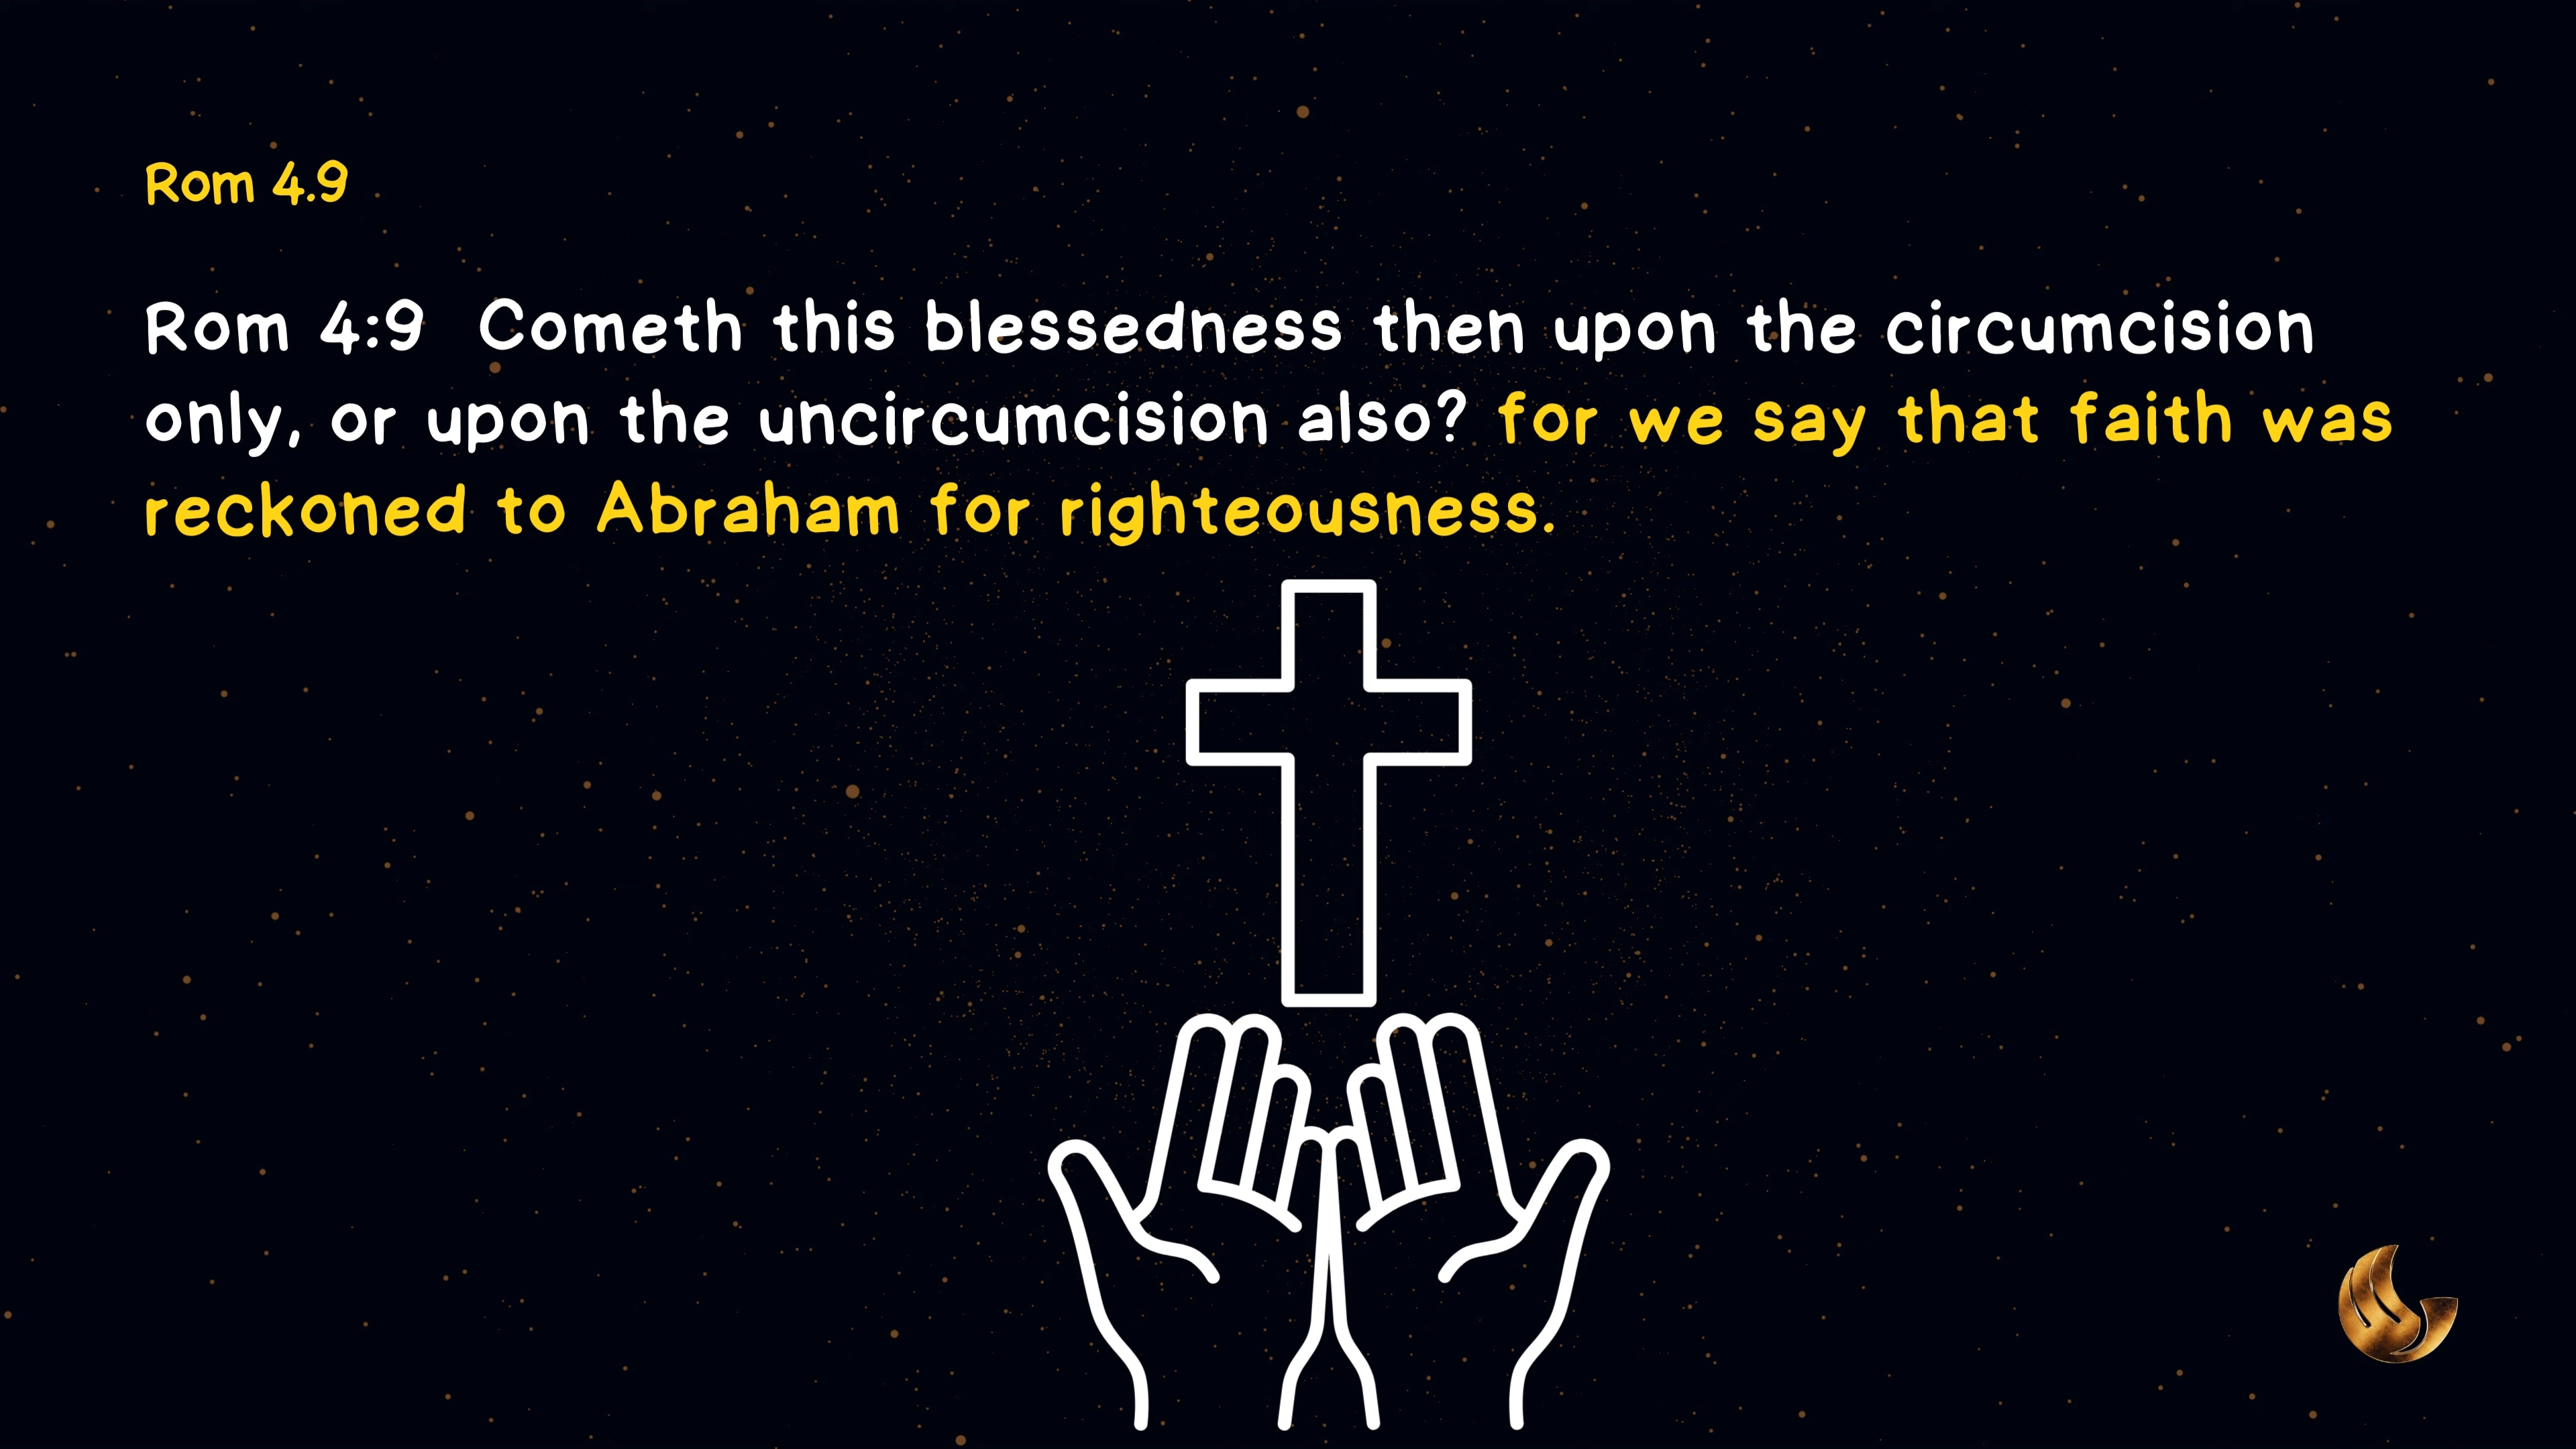 Rom 4.9
Rom 4:9  Cometh this blessedness then upon the circumcision
only, or upon the uncircumcision also? for we say that faith was
reckoned to Abraham for righteousness.